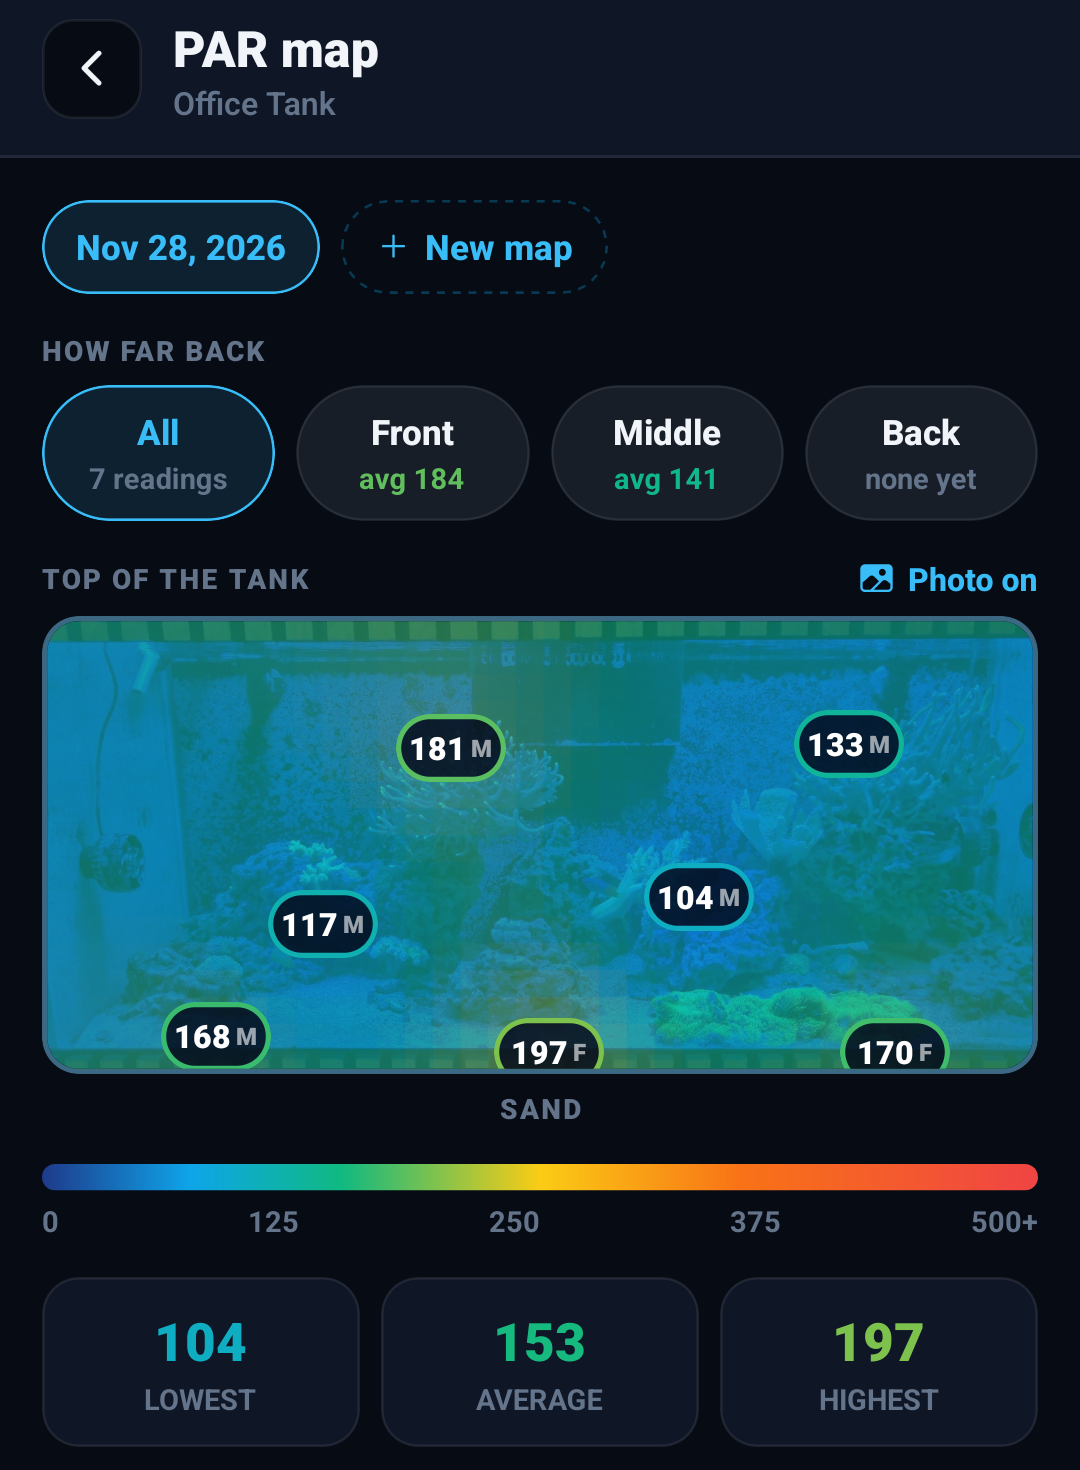 PAR map
Office Tank
Nov 28, 2026
+ New map
HOW FAR BACK
All
7 readings
Front
avg 184
Middle
avg 141
Back
none yet
TOP OF THE TANK
Photo on
181 M
133 M
104 M
117 M
168 M
197 F
170 F
SAND
0 125 250 375 500+
104
LOWEST
153
AVERAGE
197
HIGHEST